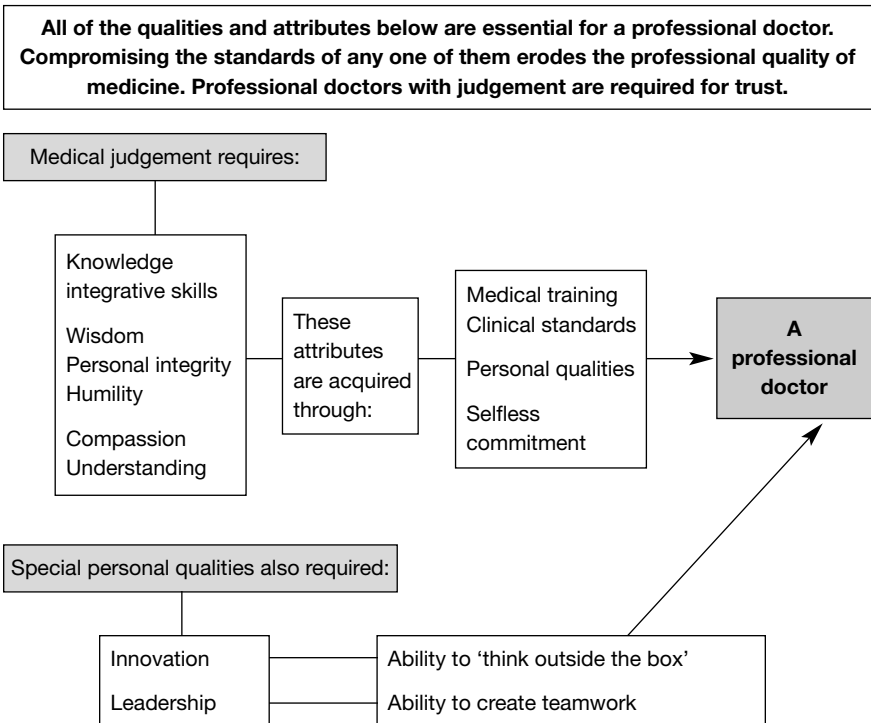 All of the qualities and attributes below are essential for a professional doctor.
Compromising the standards of any one of them erodes the professional quality of
medicine. Professional doctors with judgement are required for trust.
Medical judgement requires:
Knowledge
integrative skills
Wisdom
Personal integrity
Humility
Compassion
Understanding
These
attributes
are acquired
through:
Medical training
Clinical standards
Personal qualities
Selfless
commitment
A
professional
doctor
Special personal qualities also required:
Innovation
Ability to ‘think outside the box’
Leadership
Ability to create teamwork